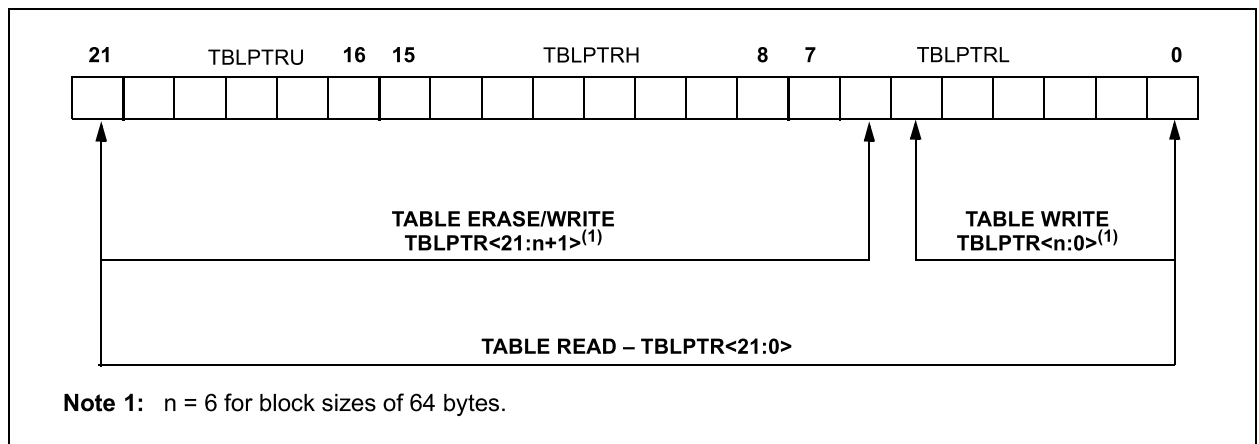 21 TBLPTRU 16 15 TBLPTRH 8 7 TBLPTRL 0
TABLE ERASE/WRITE
TBLPTR<21:n+1>(1)
TABLE WRITE
TBLPTR<n:0>(1)
TABLE READ – TBLPTR<21:0>
Note 1: n = 6 for block sizes of 64 bytes.